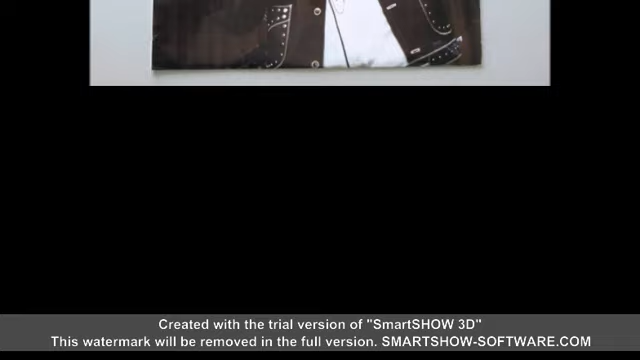 Created with the trial version of "SmartSHOW 3D"
This watermark will be removed in the full version. SMARTSHOW-SOFTWARE.COM